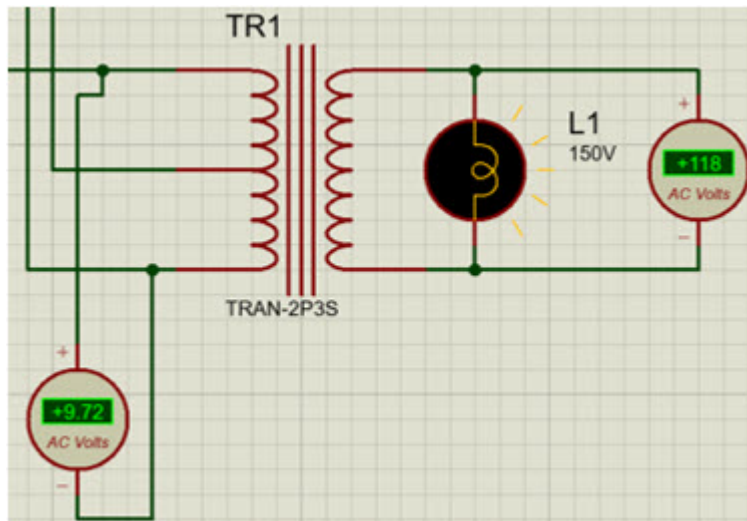 TR1
+
L1
150V
+118
AC Volts
−
TRAN-2P3S
+
+9.72
AC Volts
−